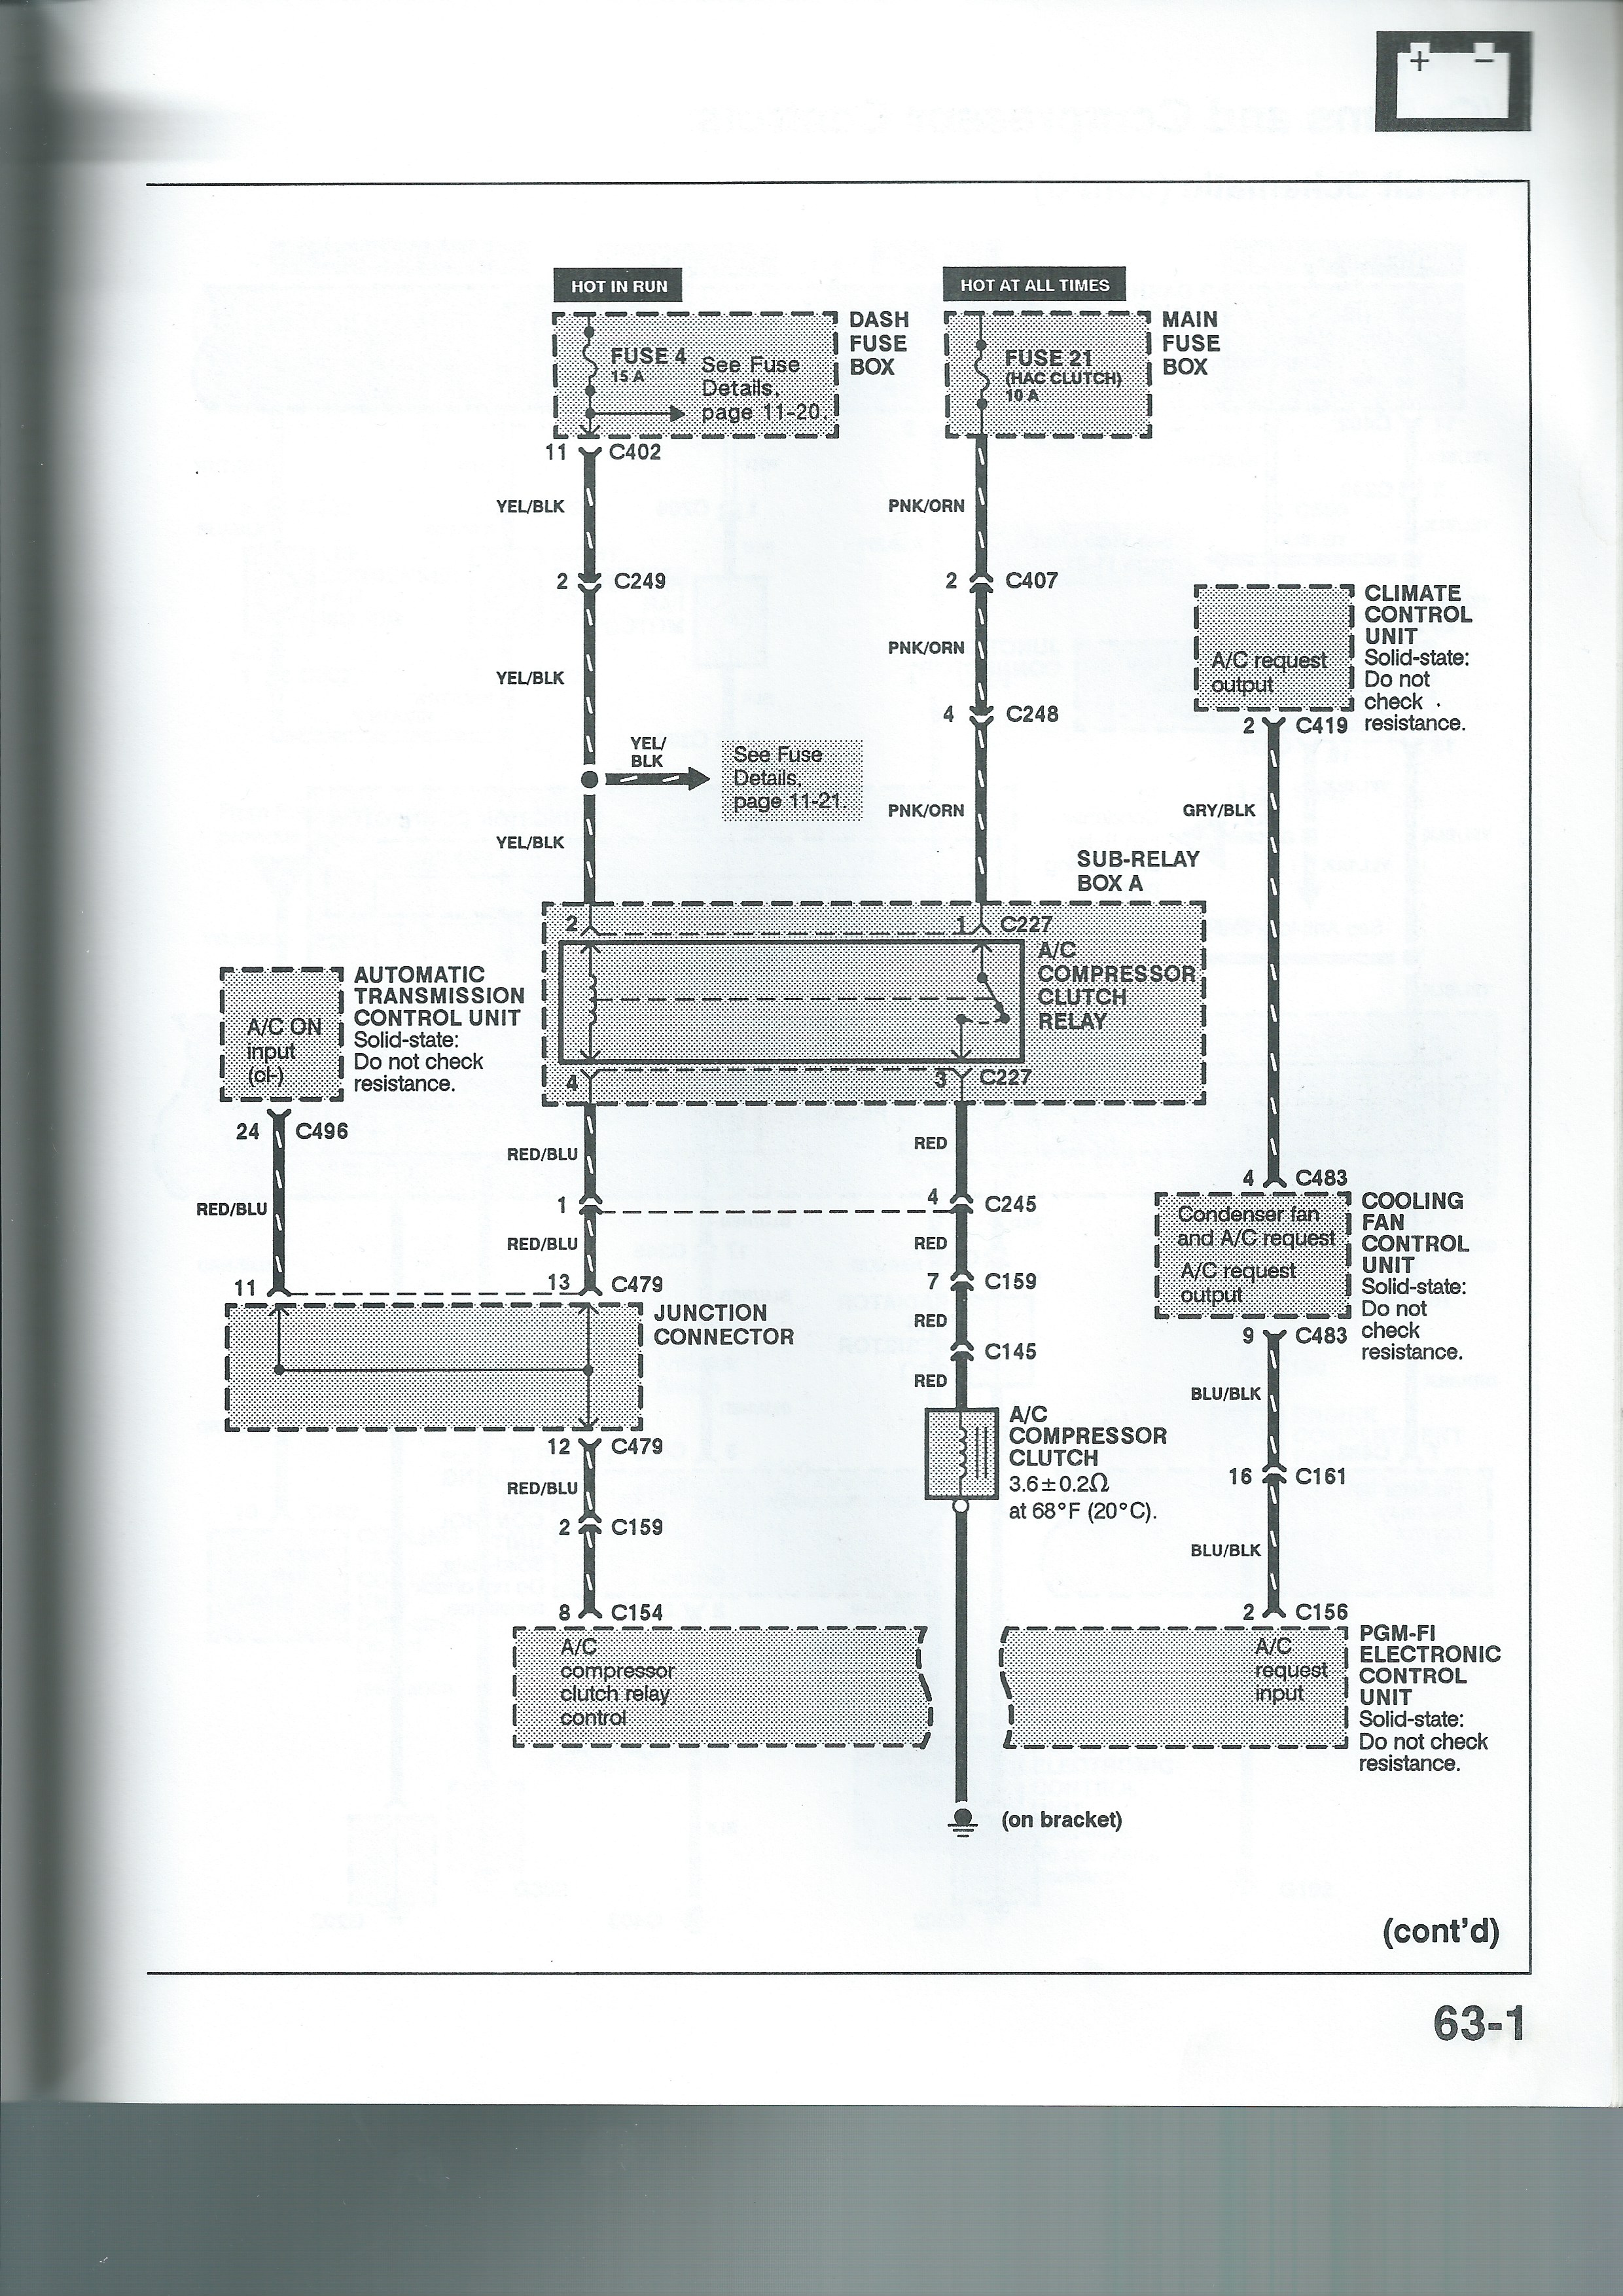 + −
HOT IN RUN
HOT AT ALL TIMES
FUSE 4
15 A
See Fuse
Details,
page 11-20.
DASH
FUSE
BOX
FUSE 21
(HAC CLUTCH)
10 A
MAIN
FUSE
BOX
11 C402
YEL/BLK
PNK/ORN
2 C249
2 C407
YEL/BLK
PNK/ORN
A/C request
output
CLIMATE
CONTROL
UNIT
Solid-state:
Do not
check
resistance.
4 C248
2 C419
YEL/
BLK
See Fuse
Details,
page 11-21.
YEL/BLK
PNK/ORN
GRY/BLK
SUB-RELAY
BOX A
2 1 C227
A/C
COMPRESSOR
CLUTCH
RELAY
4 3 C227
A/C ON
input
(cl-)
AUTOMATIC
TRANSMISSION
CONTROL UNIT
Solid-state:
Do not check
resistance.
24 C496
RED/BLU
RED
4 C483
RED/BLU
1 4 C245
RED/BLU
RED
Condenser fan
and A/C request
A/C request
output
COOLING
FAN
CONTROL
UNIT
Solid-state:
Do not
check
resistance.
11 13 C479
7 C159
JUNCTION
CONNECTOR
RED
9 C483
C145
RED
BLU/BLK
A/C
COMPRESSOR
CLUTCH
3.6±0.2Ω
at 68°F (20°C).
12 C479
16 C161
RED/BLU
2 C159
BLU/BLK
8 C154
2 C156
A/C
compressor
clutch relay
control
A/C
request
input
PGM-FI
ELECTRONIC
CONTROL
UNIT
Solid-state:
Do not check
resistance.
(on bracket)
(cont'd)
63-1